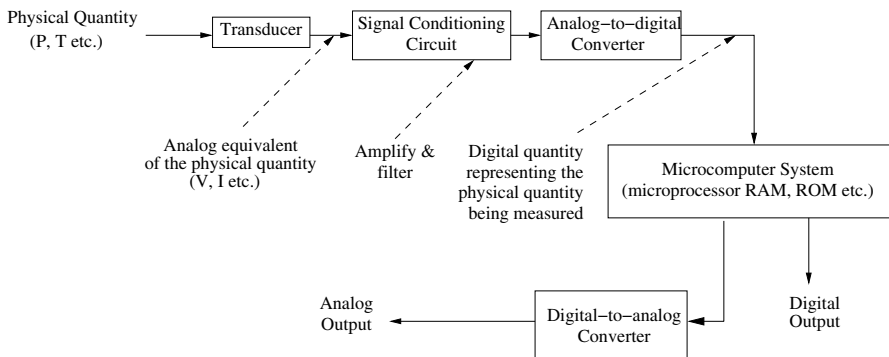 Physical Quantity
(P, T etc.)
Transducer
Signal Conditioning
Circuit
Analog−to−digital
Converter
Analog equivalent
of the physical quantity
(V, I etc.)
Amplify &
filter
Digital quantity
representing the
physical quantity
being measured
Microcomputer System
(microprocessor RAM, ROM etc.)
Analog
Output
Digital−to−analog
Converter
Digital
Output